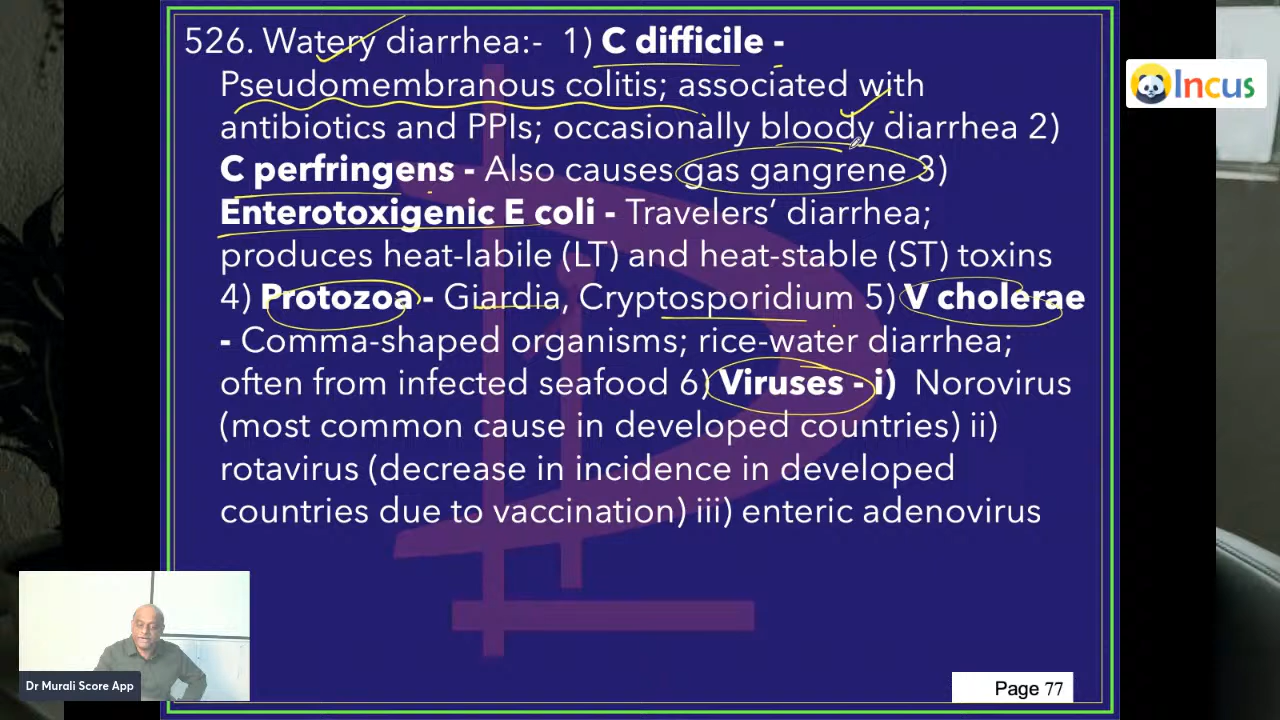 526. Watery diarrhea:-  1) C difficile -
Pseudomembranous colitis; associated with
antibiotics and PPIs; occasionally bloody diarrhea 2)
C perfringens - Also causes gas gangrene 3)
Enterotoxigenic E coli - Travelers’ diarrhea;
produces heat-labile (LT) and heat-stable (ST) toxins
4) Protozoa - Giardia, Cryptosporidium 5) V cholerae
- Comma-shaped organisms; rice-water diarrhea;
often from infected seafood 6) Viruses - i)  Norovirus
(most common cause in developed countries) ii)
rotavirus (decrease in incidence in developed
countries due to vaccination) iii) enteric adenovirus
Incus
Dr Murali Score App
Page 77